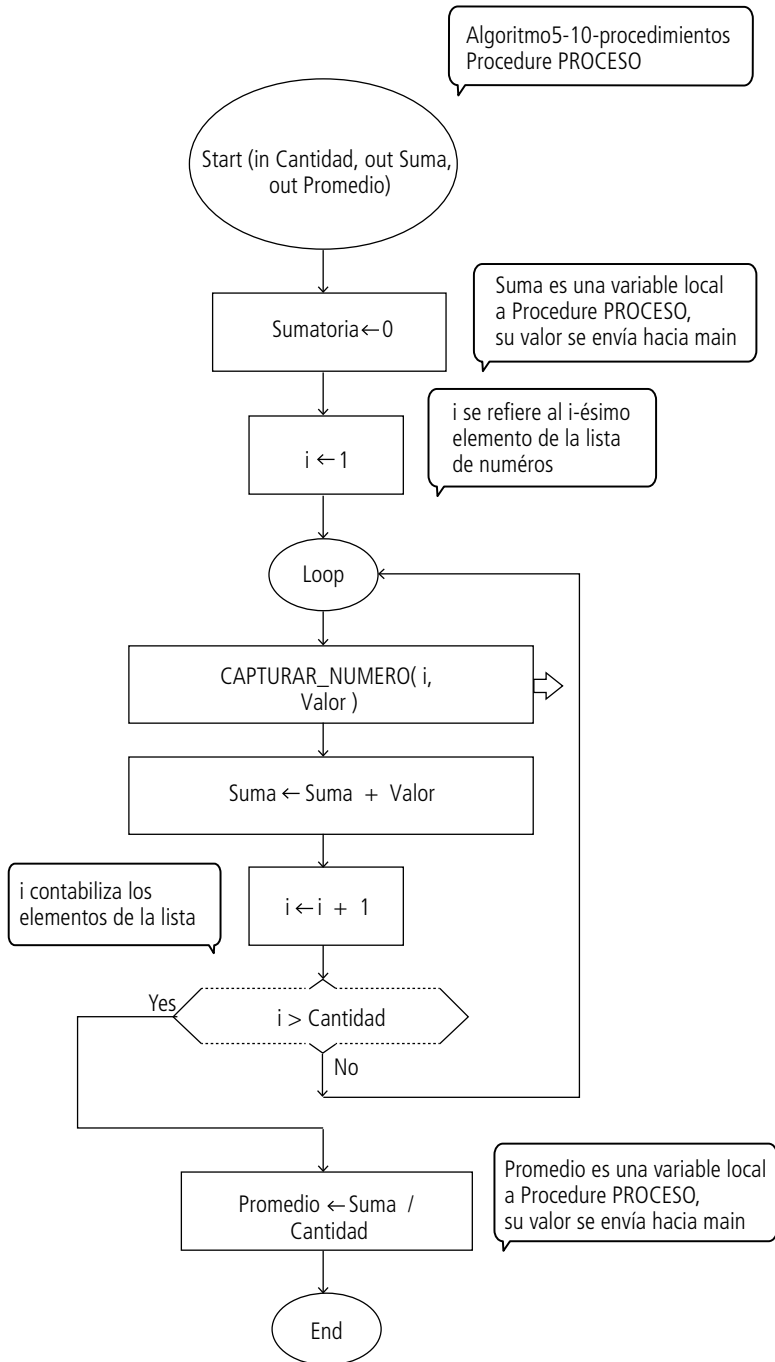 Algoritmo5-10-procedimientos
Procedure PROCESO
Start (in Cantidad, out Suma,
out Promedio)
Sumatoria←0
Suma es una variable local
a Procedure PROCESO,
su valor se envía hacia main
i ←1
i se refiere al i-ésimo
elemento de la lista
de numéros
Loop
CAPTURAR_NUMERO( i,
Valor )
Suma ← Suma + Valor
i contabiliza los
elementos de la lista
i←i + 1
i > Cantidad
Yes
No
Promedio ←Suma /
Cantidad
Promedio es una variable local
a Procedure PROCESO,
su valor se envía hacia main
End